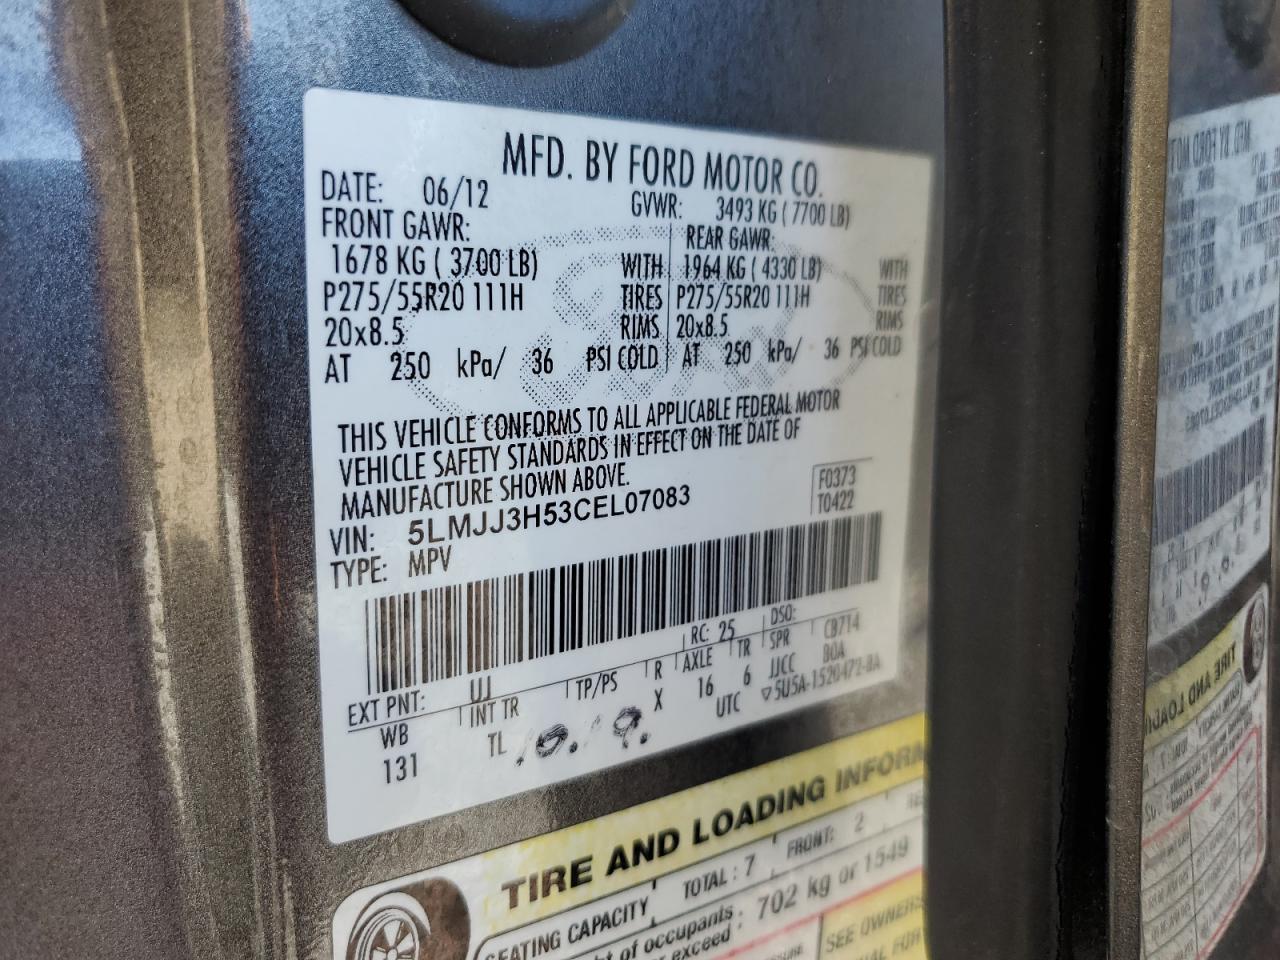 MFD. BY FORD MOTOR CO.
DATE: 06/12 GVWR: 3493 KG ( 7700 LB)
FRONT GAWR: REAR GAWR:
1678 KG ( 3700 LB) WITH 1964 KG ( 4330 LB) WITH
P275/55R20 111H TIRES P275/55R20 111H TIRES
20x8.5 RIMS 20x8.5 RIMS
AT 250 kPa/ 36 PSI COLD AT 250 kPa/ 36 PSI COLD
THIS VEHICLE CONFORMS TO ALL APPLICABLE FEDERAL MOTOR
VEHICLE SAFETY STANDARDS IN EFFECT ON THE DATE OF
MANUFACTURE SHOWN ABOVE.
F0373
T0422
VIN: 5LMJJ3H53CEL07083
TYPE: MPV
EXT PNT: UJ RC: 25 DSO:
WB INT TR TP/PS R AXLE TR SPR CB714
131 TL X 16 6 JJCC BOA
UTC ▽5U5A-1520472-BA
TIRE AND LOADING
SEATING CAPACITY TOTAL : 7 FRONT: 2
of occupants
exceed : 702 kg or 1549
SEE OWNERS